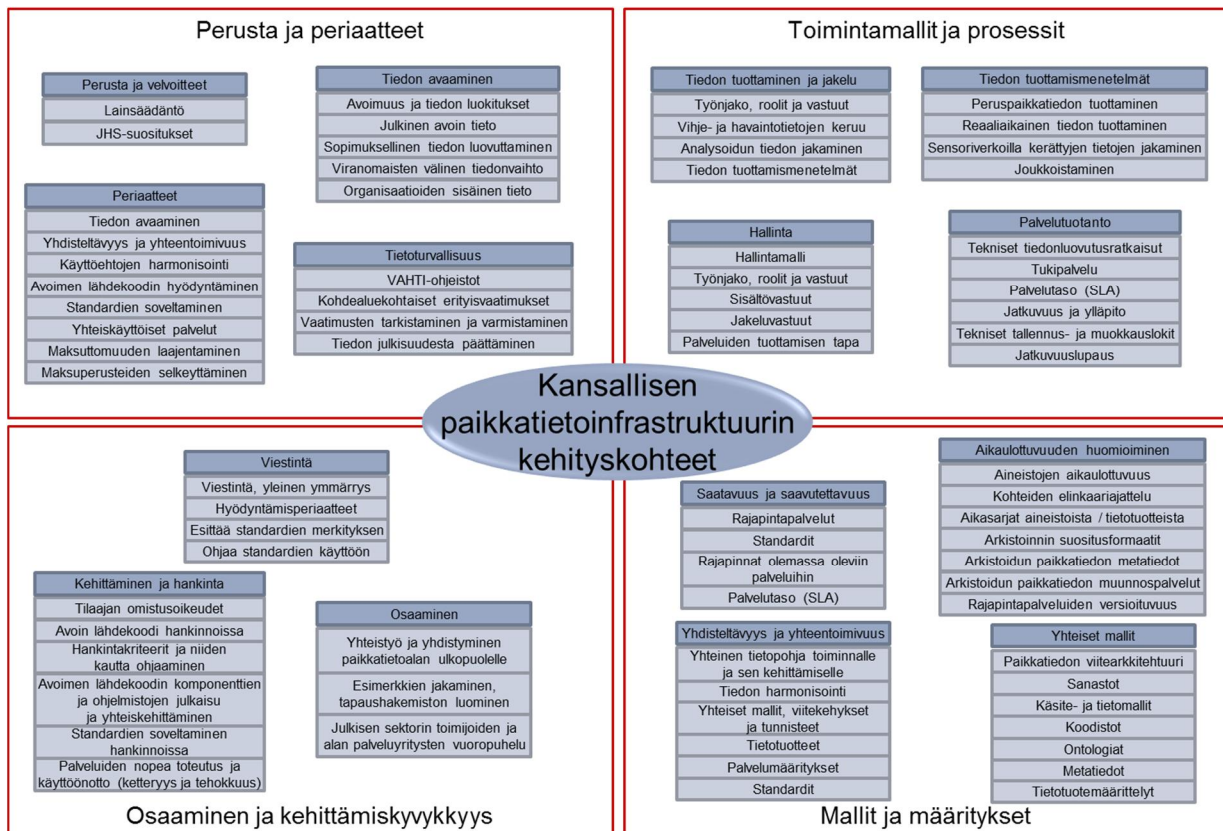 Perusta ja periaatteet
Perusta ja velvoitteet
Lainsäädäntö
JHS-suositukset
Tiedon avaaminen
Avoimuus ja tiedon luokitukset
Julkinen avoin tieto
Sopimuksellinen tiedon luovuttaminen
Viranomaisten välinen tiedonvaihto
Organisaatioiden sisäinen tieto
Periaatteet
Tiedon avaaminen
Yhdisteltävyys ja yhteentoimivuus
Käyttöehtojen harmonisointi
Avoimen lähdekoodin hyödyntäminen
Standardien soveltaminen
Yhteiskäyttöiset palvelut
Maksuttomuuden laajentaminen
Maksuperusteiden selkeyttäminen
Tietoturvallisuus
VAHTI-ohjeistot
Kohdealuekohtaiset erityisvaatimukset
Vaatimusten tarkistaminen ja varmistaminen
Tiedon julkisuudesta päättäminen
Toimintamallit ja prosessit
Tiedon tuottaminen ja jakelu
Työnjako, roolit ja vastuut
Vihje- ja havaintotietojen keruu
Analysoidun tiedon jakaminen
Tiedon tuottamismenetelmät
Tiedon tuottamismenetelmät
Peruspaikkatiedon tuottaminen
Reaaliaikainen tiedon tuottaminen
Sensoriverkoilla kerättyjen tietojen jakaminen
Joukkoistaminen
Hallinta
Hallintamalli
Työnjako, roolit ja vastuut
Sisältövastuut
Jakeluvastuut
Palveluiden tuottamisen tapa
Palvelutuotanto
Tekniset tiedonluovutusratkaisut
Tukipalvelu
Palvelutaso (SLA)
Jatkuvuus ja ylläpito
Tekniset tallennus- ja muokkauslokit
Jatkuvuuslupaus
Kansallisen
paikkatietoinfrastruktuurin
kehityskohteet
Viestintä
Viestintä, yleinen ymmärrys
Hyödyntämisperiaatteet
Esittää standardien merkityksen
Ohjaa standardien käyttöön
Kehittäminen ja hankinta
Tilaajan omistusoikeudet
Avoin lähdekoodi hankinnoissa
Hankintakriteerit ja niiden
kautta ohjaaminen
Avoimen lähdekoodin komponenttien
ja ohjelmistojen julkaisu
ja yhteiskehittäminen
Standardien soveltaminen
hankinnoissa
Palveluiden nopea toteutus ja
käyttöönotto (ketteryys ja tehokkuus)
Osaaminen
Yhteistyö ja yhdistyminen
paikkatietoalan ulkopuolelle
Esimerkkien jakaminen,
tapaushakemiston luominen
Julkisen sektorin toimijoiden ja
alan palveluyritysten vuoropuhelu
Osaaminen ja kehittämiskyvykkyys
Saatavuus ja saavutettavuus
Rajapintapalvelut
Standardit
Rajapinnat olemassa oleviin
palveluihin
Palvelutaso (SLA)
Aikaulottuvuuden huomioiminen
Aineistojen aikaulottuvuus
Kohteiden elinkaariajattelu
Aikasarjat aineistoista / tietotuotteista
Arkistoinnin suositusformaatit
Arkistoidun paikkatiedon metatiedot
Arkistoidun paikkatiedon muunnospalvelut
Rajapintapalveluiden versioituvuus
Yhdisteltävyys ja yhteentoimivuus
Yhteinen tietopohja toiminnalle
ja sen kehittämiselle
Tiedon harmonisointi
Yhteiset mallit, viitekehykset
ja tunnisteet
Tietotuotteet
Palvelumääritykset
Standardit
Yhteiset mallit
Paikkatiedon viitearkkitehtuuri
Sanastot
Käsite- ja tietomallit
Koodistot
Ontologiat
Metatiedot
Tietotuotemäärittelyt
Mallit ja määritykset